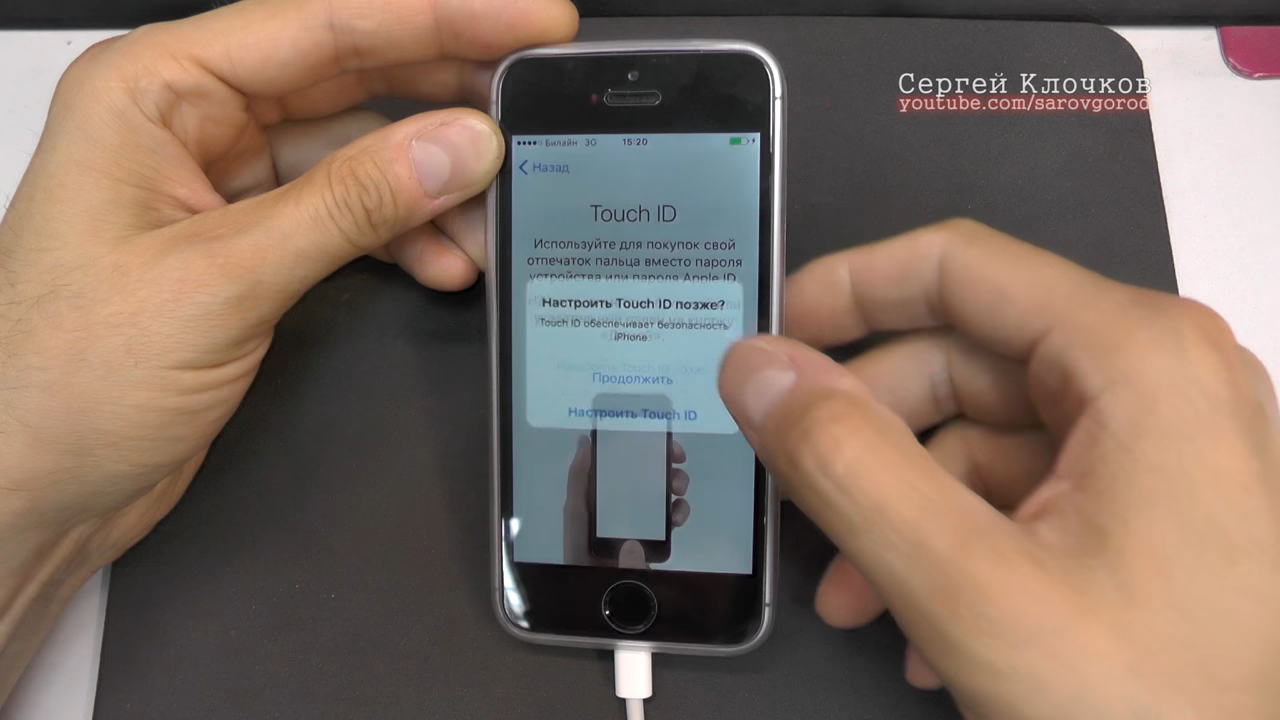 Сергей Клочков
youtube.com/sarovgorod
Билайн 3G 15:20
Назад
Touch ID
Используйте для покупок свой
отпечаток пальца вместо пароля
устройства или пароля Apple ID.
Настроить Touch ID позже?
Touch ID обеспечивает безопасность
iPhone.
Продолжить
Настроить Touch ID